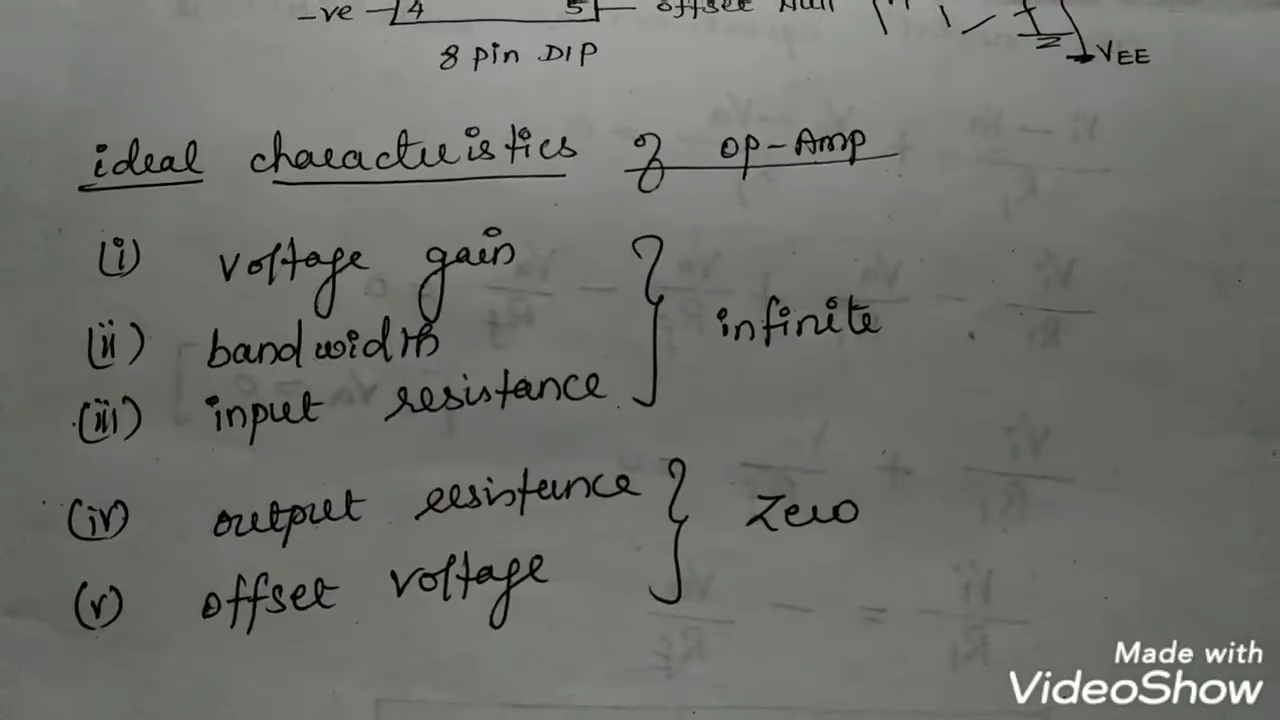 -ve 4 5 offset Null
8 pin DIP
VEE
ideal characteristics of op-Amp
(i) voltage gain
(ii) bandwidth
(iii) input resistance
infinite
(iv) output resistance
(v) offset voltage
Zero
Made with
VideoShow